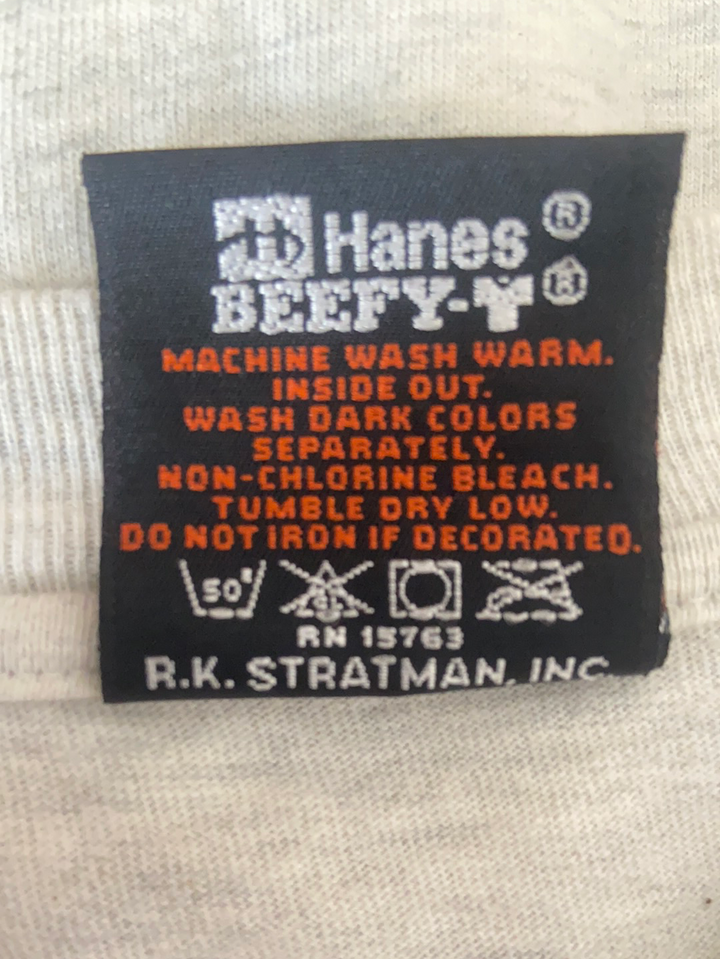 H Hanes ®
BEEFY-T ®
MACHINE WASH WARM.
INSIDE OUT.
WASH DARK COLORS
SEPARATELY.
NON-CHLORINE BLEACH.
TUMBLE DRY LOW.
DO NOT IRON IF DECORATED.
50° CL
RN 15763
R.K. STRATMAN, INC.